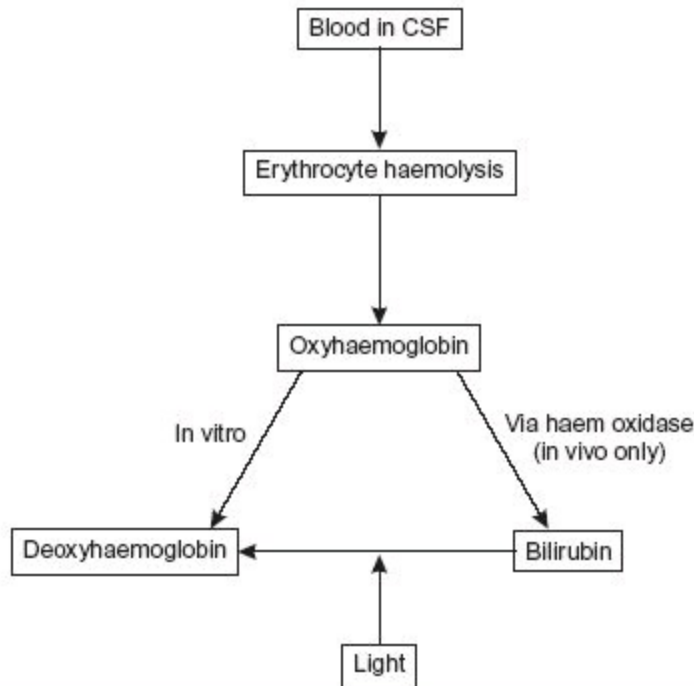 Blood in CSF
Erythrocyte haemolysis
Oxyhaemoglobin
In vitro
Via haem oxidase
(in vivo only)
Deoxyhaemoglobin
Bilirubin
Light